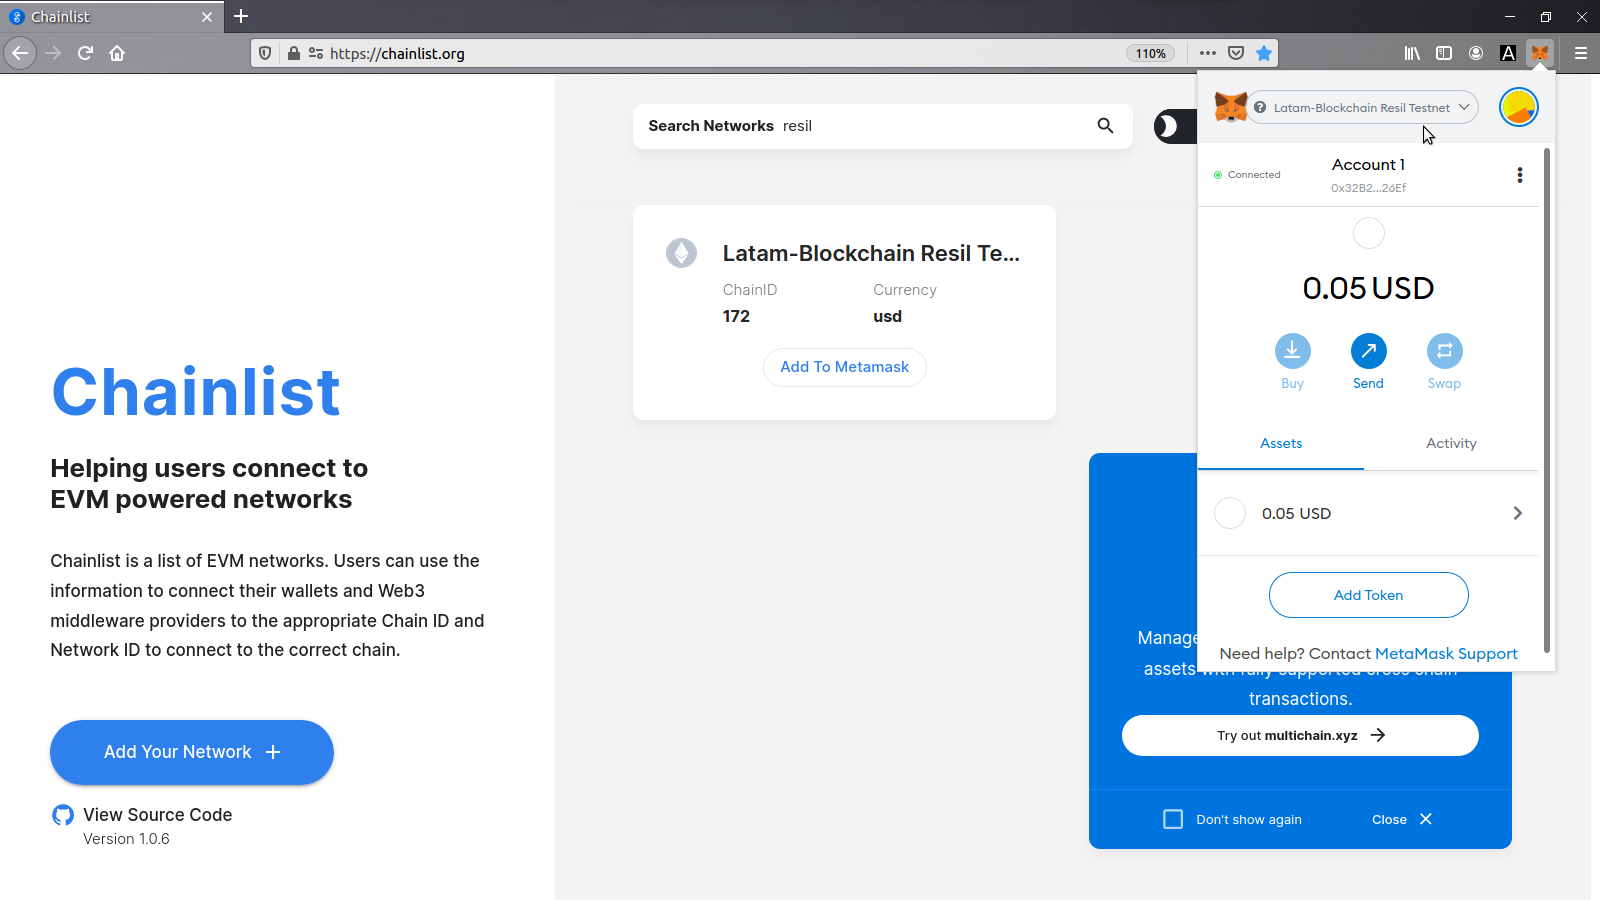 Chainlist
https://chainlist.org
110%
A
Search Networks resil
Latam-Blockchain Resil Te...
ChainID
Currency
172
usd
Add To Metamask
Chainlist
Helping users connect to
EVM powered networks
Chainlist is a list of EVM networks. Users can use the
information to connect their wallets and Web3
middleware providers to the appropriate Chain ID and
Network ID to connect to the correct chain.
Add Your Network
View Source Code
Version 1.0.6
Latam-Blockchain Resil Testnet
Connected
Account 1
0x32B2...26Ef
0.05 USD
Buy
Send
Swap
Assets
Activity
0.05 USD
Add Token
Need help? Contact MetaMask Support
Manage
assets with fully supported cross chain
transactions.
Try out multichain.xyz
Don't show again
Close